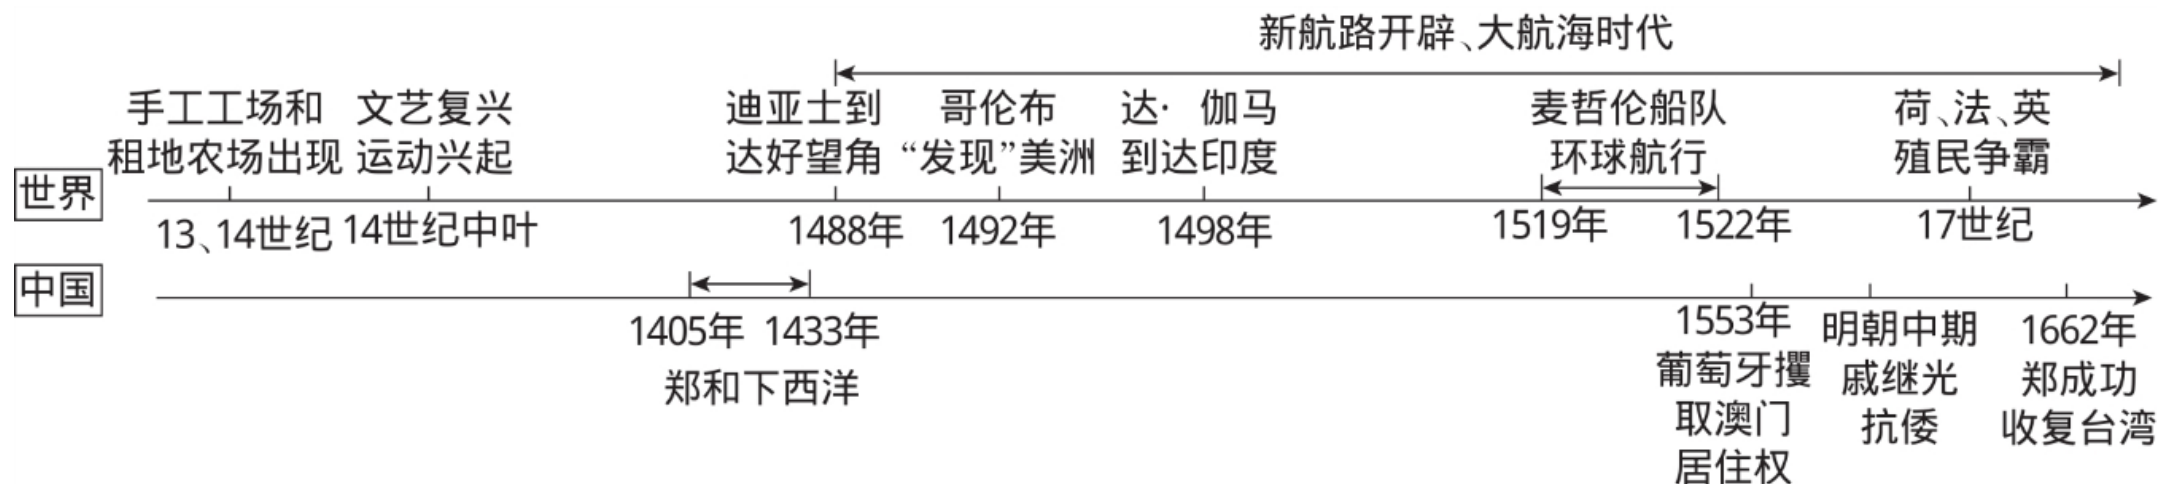 新航路开辟、大航海时代
手工工场和
租地农场出现
文艺复兴
运动兴起
迪亚士到
达好望角
哥伦布
“发现”美洲
达· 伽马
到达印度
麦哲伦船队
环球航行
荷、法、英
殖民争霸
世界
13、14世纪
14世纪中叶
1488年
1492年
1498年
1519年
1522年
17世纪
中国
1405年
1433年
郑和下西洋
1553年
葡萄牙攫
取澳门
居住权
明朝中期
戚继光
抗倭
1662年
郑成功
收复台湾